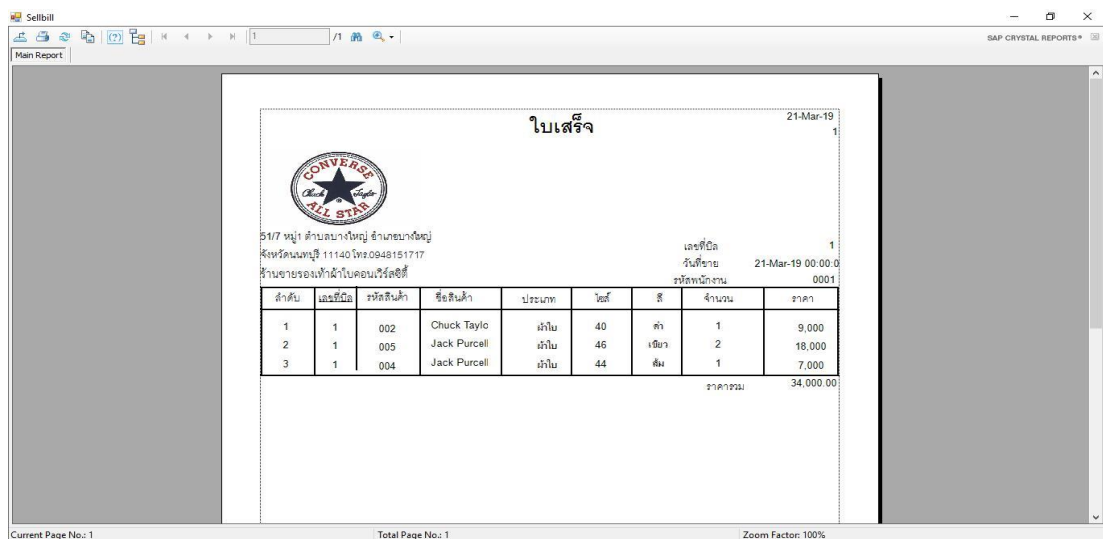 Sellbill
1 /1 SAP CRYSTAL REPORTS®
Main Report
ใบเสร็จ 21-Mar-19
1
CONVERSE
Chuck Taylor
®
ALL STAR
51/7 หมู่1 ตำบลบางใหญ่ อำเภอบางใหญ่
จังหวัดนนทบุรี 11140 โทร.0948151717
ร้านขายรองเท้าผ้าใบคอนเวิร์สซิตี้
เลขที่บิล 1
วันที่ขาย 21-Mar-19 00:00:0
รหัสพนักงาน 0001
ลำดับ เลขที่บิล รหัสสินค้า ชื่อสินค้า ประเภท ไซส์ สี จำนวน ราคา
1 1 002 Chuck Taylo ผ้าใบ 40 ดำ 1 9,000
2 1 005 Jack Purcell ผ้าใบ 46 เขียว 2 18,000
3 1 004 Jack Purcell ผ้าใบ 44 ส้ม 1 7,000
ราคารวม 34,000.00
Current Page No.: 1 Total Page No.: 1 Zoom Factor: 100%